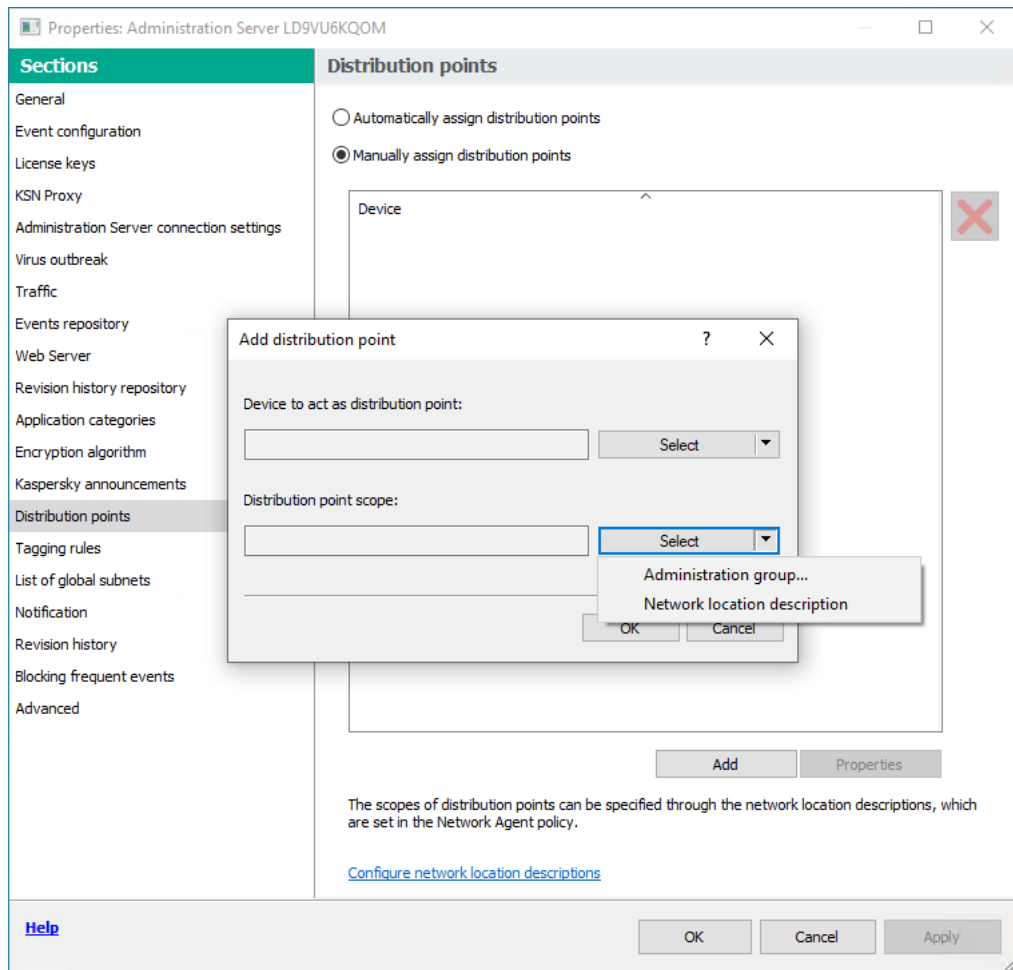 Properties: Administration Server LD9VU6KQOM
Sections
General
Event configuration
License keys
KSN Proxy
Administration Server connection settings
Virus outbreak
Traffic
Events repository
Web Server
Revision history repository
Application categories
Encryption algorithm
Kaspersky announcements
Distribution points
Tagging rules
List of global subnets
Notification
Revision history
Blocking frequent events
Advanced
Distribution points
Automatically assign distribution points
Manually assign distribution points
Device
Add distribution point
?
Device to act as distribution point:
Select
Distribution point scope:
Select
Administration group...
Network location description
OK
Cancel
Add
Properties
The scopes of distribution points can be specified through the network location descriptions, which
are set in the Network Agent policy.
Configure network location descriptions
Help
OK
Cancel
Apply